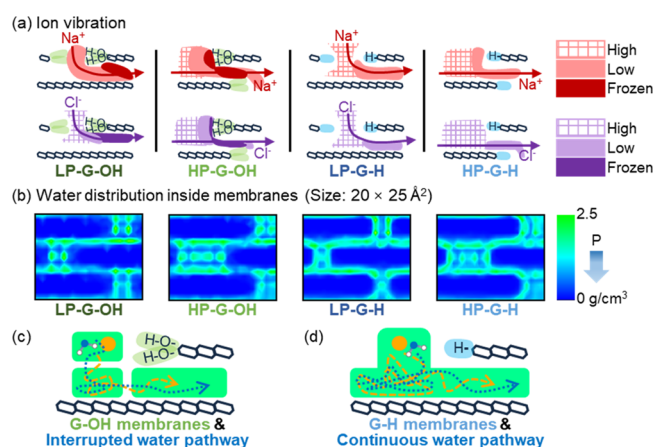 (a) Ion vibration
Na⁺ H-O- H-O- Na⁺ H-O- H-O- Na⁺ H- Na⁺ H-
High
Low
Frozen
Cl⁻ H-O- H-O- Cl⁻ H-O- H-O- Cl⁻ H- Cl⁻ H-
High
Low
Frozen
LP-G-OH HP-G-OH LP-G-H HP-G-H
(b) Water distribution inside membranes (Size: 20 × 25 Å²)
2.5
P
0 g/cm³
LP-G-OH HP-G-OH LP-G-H HP-G-H
(c) (d)
H-O-
H-O-
H-
G-OH membranes &
Interrupted water pathway
G-H membranes &
Continuous water pathway